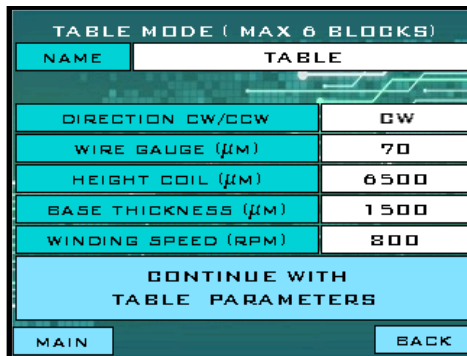 TABLE MODE ( MAX 6 BLOCKS)
NAME TABLE
DIRECTION CW/CCW CW
WIRE GAUGE (μM) 70
HEIGHT COIL (μM) 6500
BASE THICKNESS (μM) 1500
WINDING SPEED (RPM) 800
CONTINUE WITH
TABLE PARAMETERS
MAIN BACK